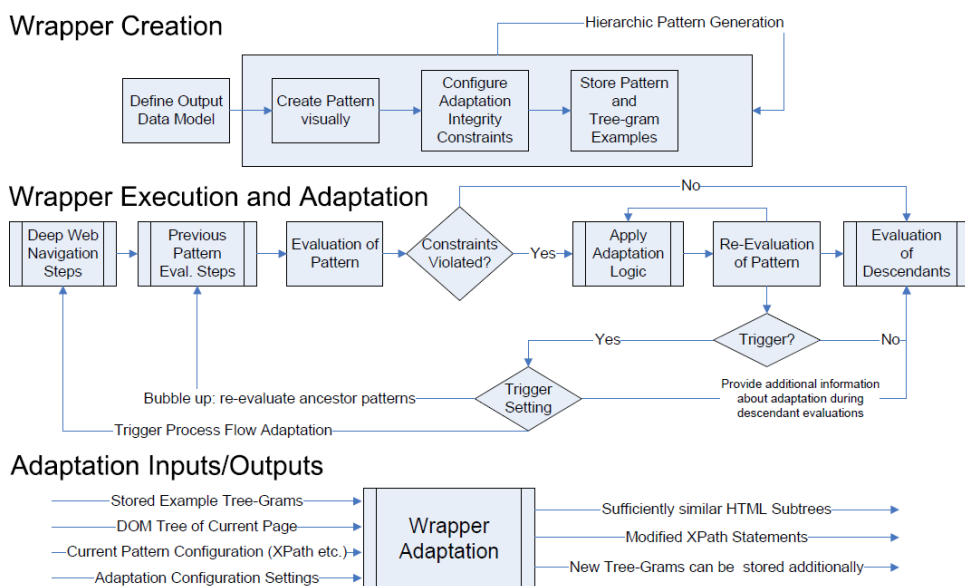 Wrapper Creation
Hierarchic Pattern Generation
Define Output
Data Model
Create Pattern
visually
Configure
Adaptation
Integrity
Constraints
Store Pattern
and
Tree-gram
Examples
Wrapper Execution and Adaptation
No
Deep Web
Navigation
Steps
Previous
Pattern
Eval. Steps
Evaluation of
Pattern
Constraints
Violated?
Yes
Apply
Adaptation
Logic
Re-Evaluation
of Pattern
Evaluation
of
Descendants
Yes
Trigger?
No
Bubble up: re-evaluate ancestor patterns
Trigger
Setting
Provide additional information
about adaptation during
descendant evaluations
Trigger Process Flow Adaptation
Adaptation Inputs/Outputs
Stored Example Tree-Grams
DOM Tree of Current Page
Current Pattern Configuration (XPath etc.)
Adaptation Configuration Settings
Wrapper
Adaptation
Sufficiently similar HTML Subtrees
Modified XPath Statements
New Tree-Grams can be stored additionally